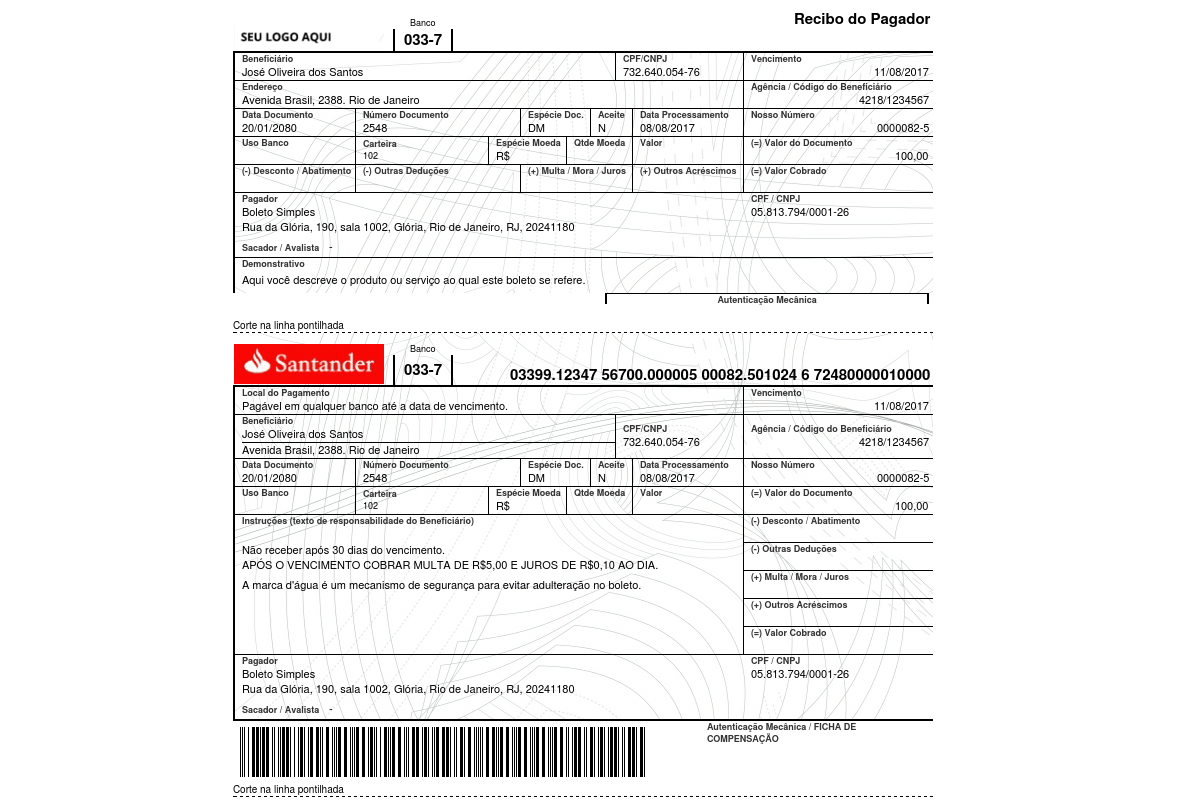 Recibo do Pagador
Banco
SEU LOGO AQUI 033-7
Beneficiário CPF/CNPJ Vencimento
José Oliveira dos Santos 732.640.054-76 11/08/2017
Endereço Agência / Código do Beneficiário
Avenida Brasil, 2388. Rio de Janeiro 4218/1234567
Data Documento Número Documento Espécie Doc. Aceite Data Processamento Nosso Número
20/01/2080 2548 DM N 08/08/2017 0000082-5
Uso Banco Carteira Espécie Moeda Qtde Moeda Valor (=) Valor do Documento
102 R$ 100,00
(-) Desconto / Abatimento (-) Outras Deduções (+) Multa / Mora / Juros (+) Outros Acréscimos (=) Valor Cobrado
Pagador CPF / CNPJ
Boleto Simples 05.813.794/0001-26
Rua da Glória, 190, sala 1002, Glória, Rio de Janeiro, RJ, 20241180
Sacador / Avalista -
Demonstrativo
Aqui você descreve o produto ou serviço ao qual este boleto se refere.
Autenticação Mecânica
Corte na linha pontilhada
Banco
Santander 033-7 03399.12347 56700.000005 00082.501024 6 72480000010000
Local do Pagamento Vencimento
Pagável em qualquer banco até a data de vencimento. 11/08/2017
Beneficiário CPF/CNPJ Agência / Código do Beneficiário
José Oliveira dos Santos 732.640.054-76 4218/1234567
Avenida Brasil, 2388. Rio de Janeiro
Data Documento Número Documento Espécie Doc. Aceite Data Processamento Nosso Número
20/01/2080 2548 DM N 08/08/2017 0000082-5
Uso Banco Carteira Espécie Moeda Qtde Moeda Valor (=) Valor do Documento
102 R$ 100,00
Instruções (texto de responsabilidade do Beneficiário) (-) Desconto / Abatimento
Não receber após 30 dias do vencimento. (-) Outras Deduções
APÓS O VENCIMENTO COBRAR MULTA DE R$5,00 E JUROS DE R$0,10 AO DIA.
(+) Multa / Mora / Juros
A marca d'água é um mecanismo de segurança para evitar adulteração no boleto.
(+) Outros Acréscimos
(=) Valor Cobrado
Pagador CPF / CNPJ
Boleto Simples 05.813.794/0001-26
Rua da Glória, 190, sala 1002, Glória, Rio de Janeiro, RJ, 20241180
Sacador / Avalista -
Autenticação Mecânica / FICHA DE
COMPENSAÇÃO
Corte na linha pontilhada